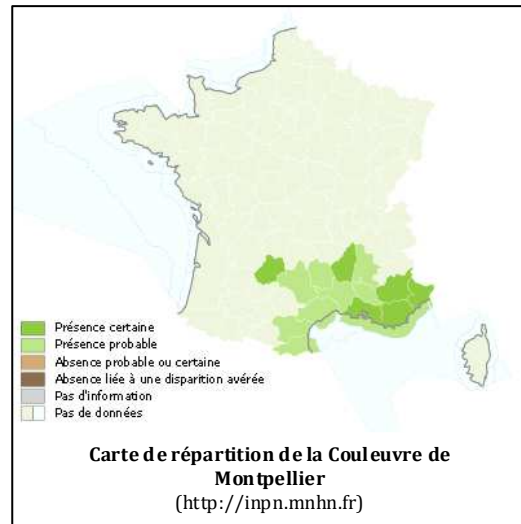 Présence certaine
Présence probable
Absence probable ou certaine
Absence liée à une disparition avérée
Pas d'information
Pas de données
Carte de répartition de la Couleuvre de
Montpellier
(http://inpn.mnhn.fr)